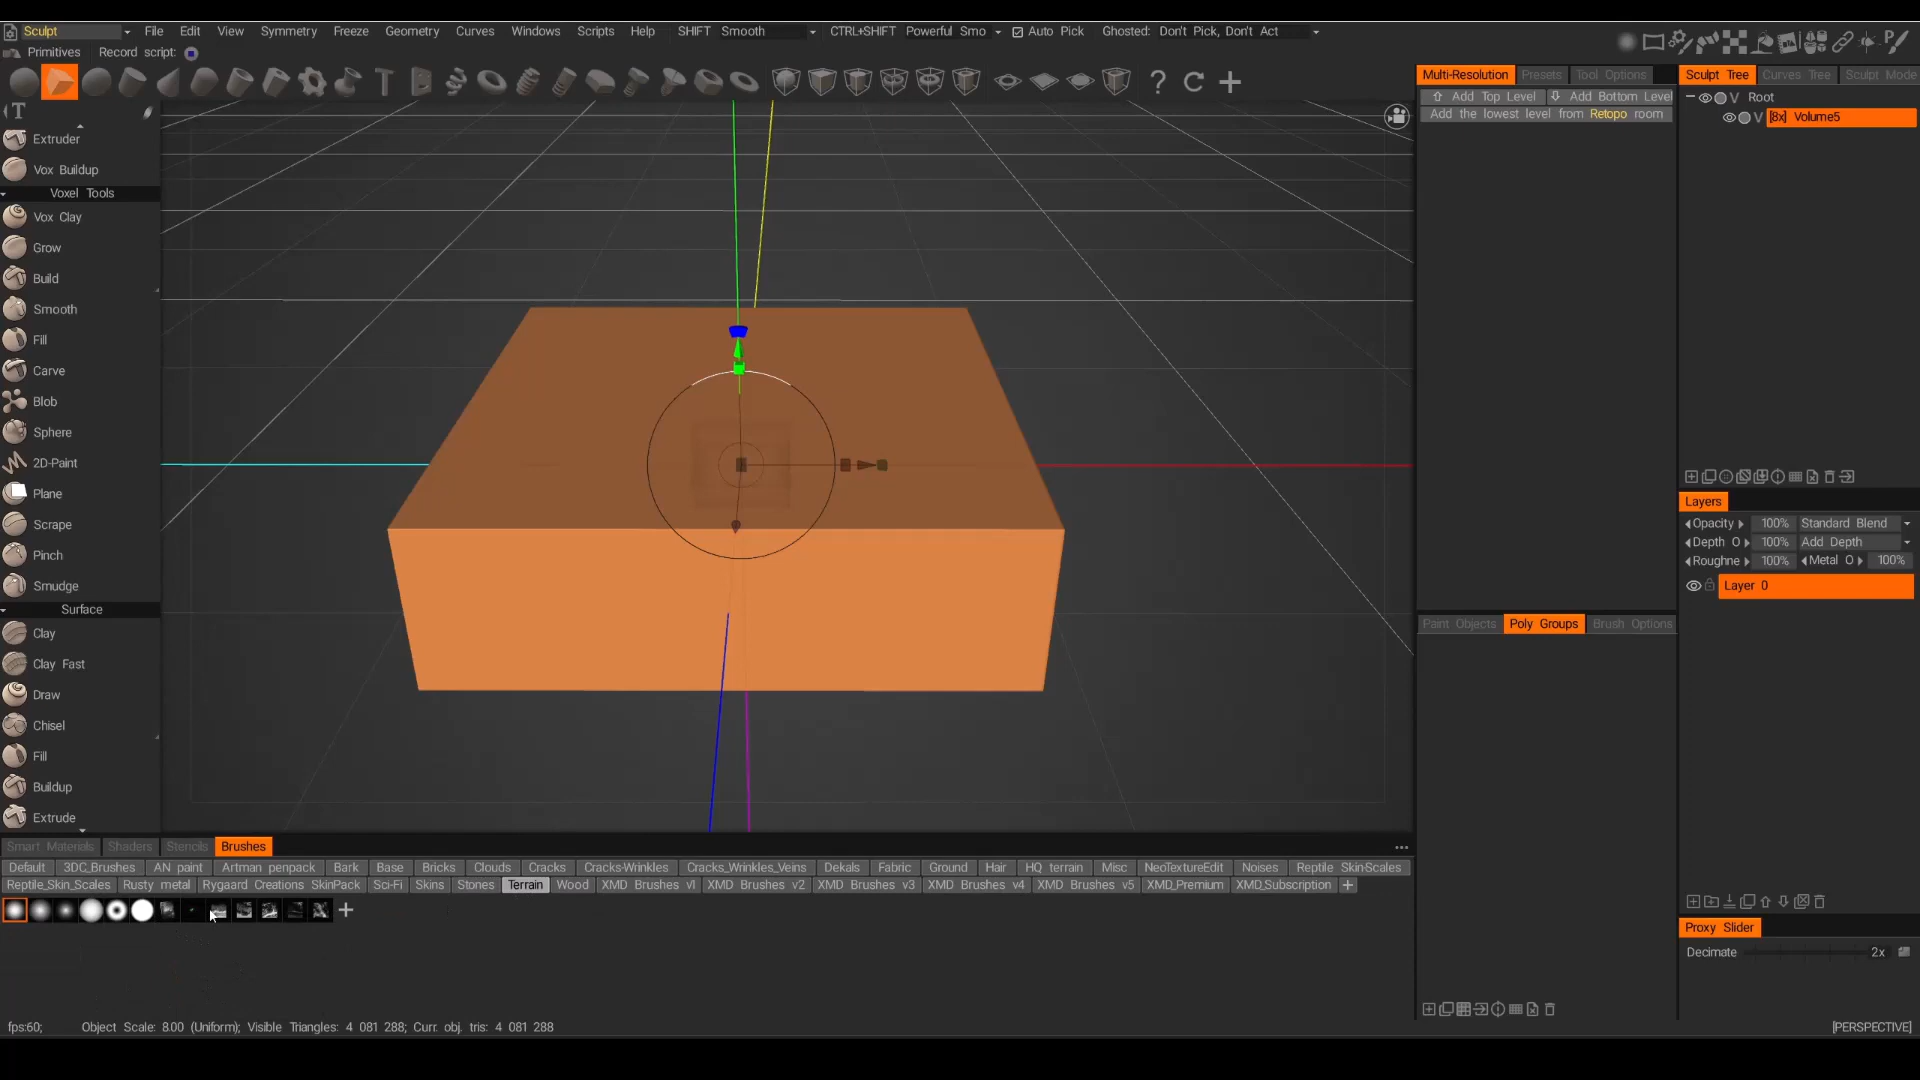 Sculpt File Edit View Symmetry Freeze Geometry Curves Windows Scripts Help SHIFT Smooth CTRL+SHIFT Powerful Smo Auto Pick Ghosted: Don't Pick, Don't Act
Primitives Record script:
Multi-Resolution Presets Tool Options
Add Top Level Add Bottom Level
Add the lowest level from Retopo room
Sculpt Tree Curves Tree Sculpt Mode
Root
[8x] Volume5
Extruder
Vox Buildup
Voxel Tools
Vox Clay
Grow
Build
Smooth
Fill
Carve
Blob
Sphere
2D-Paint
Plane
Scrape
Pinch
Smudge
Surface
Clay
Clay Fast
Draw
Chisel
Fill
Buildup
Extrude
Layers
Opacity 100% Standard Blend
Depth O 100% Add Depth
Roughne 100% Metal O 100%
Layer 0
Paint Objects Poly Groups Brush Options
Smart Materials Shaders Stencils Brushes
Default 3DC_Brushes AN paint Artman penpack Bark Base Bricks Clouds Cracks Cracks-Wrinkles Cracks_Wrinkles_Veins Dekals Fabric Ground Hair HQ terrain Misc NeoTextureEdit Noises Reptile SkinScales
Reptile_Skin_Scales Rusty metal Rygaard Creations SkinPack Sci-Fi Skins Stones Terrain Wood XMD Brushes v1 XMD Brushes v2 XMD Brushes v3 XMD Brushes v4 XMD Brushes v5 XMD_Premium XMD_Subscription +
Proxy Slider
Decimate 2x
fps:60; Object Scale: 8.00 (Uniform); Visible Triangles: 4 081 288; Curr. obj. tris: 4 081 288
[PERSPECTIVE]